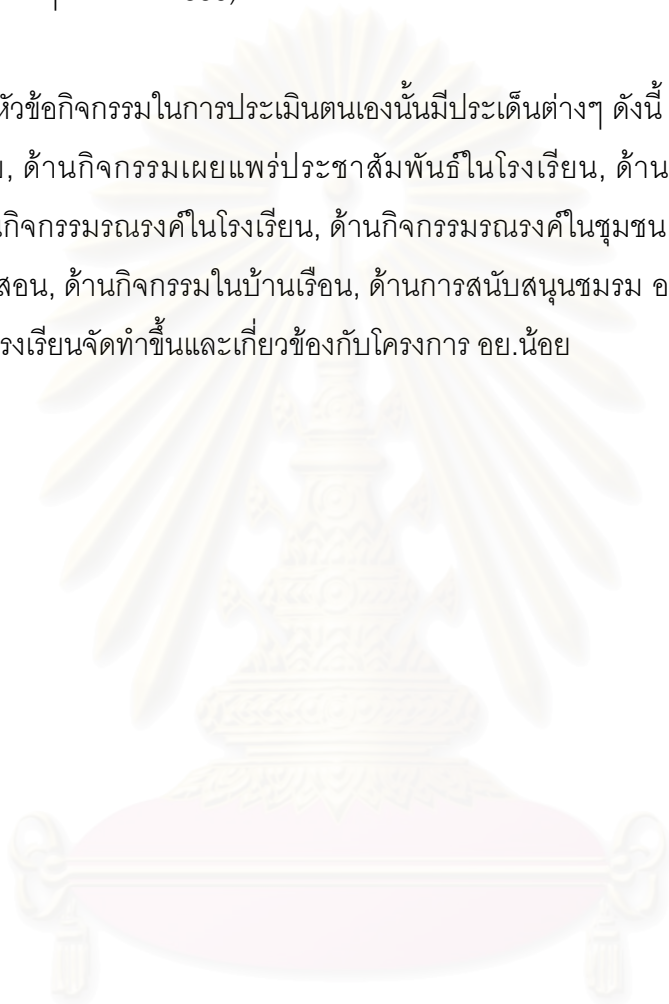 หัวข้อกิจกรรมในการประเมินตนเองนั้นมีประเด็นต่างๆ ดังนี้
, ด้านกิจกรรมเผยแพร่ประชาสัมพันธ์ในโรงเรียน, ด้าน
กิจกรรมรณรงค์ในโรงเรียน, ด้านกิจกรรมรณรงค์ในชุมชน
สอน, ด้านกิจกรรมในบ้านเรือน, ด้านการสนับสนุนชมรม อ
รงเรียนจัดทำขึ้นและเกี่ยวข้องกับโครงการ อย.น้อย